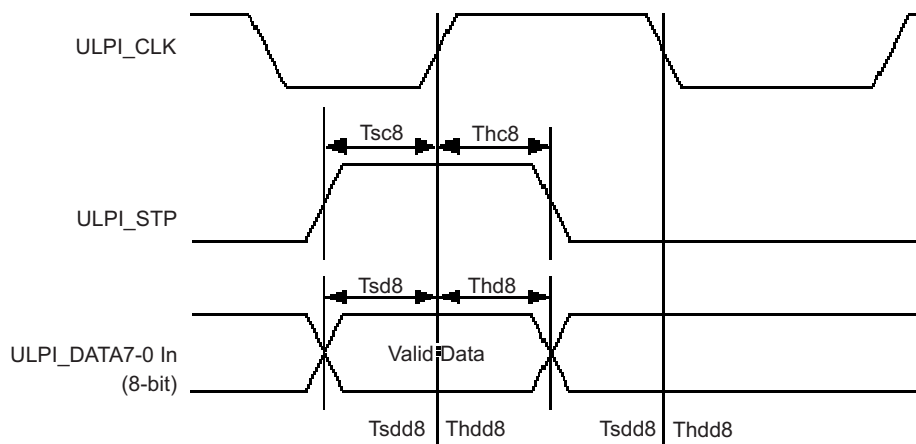 ULPI_CLK
Tsc8 Thc8
ULPI_STP
Tsd8 Thd8
ULPI_DATA7-0 In
(8-bit)
Valid Data
Tsdd8 Thdd8 Tsdd8 Thdd8